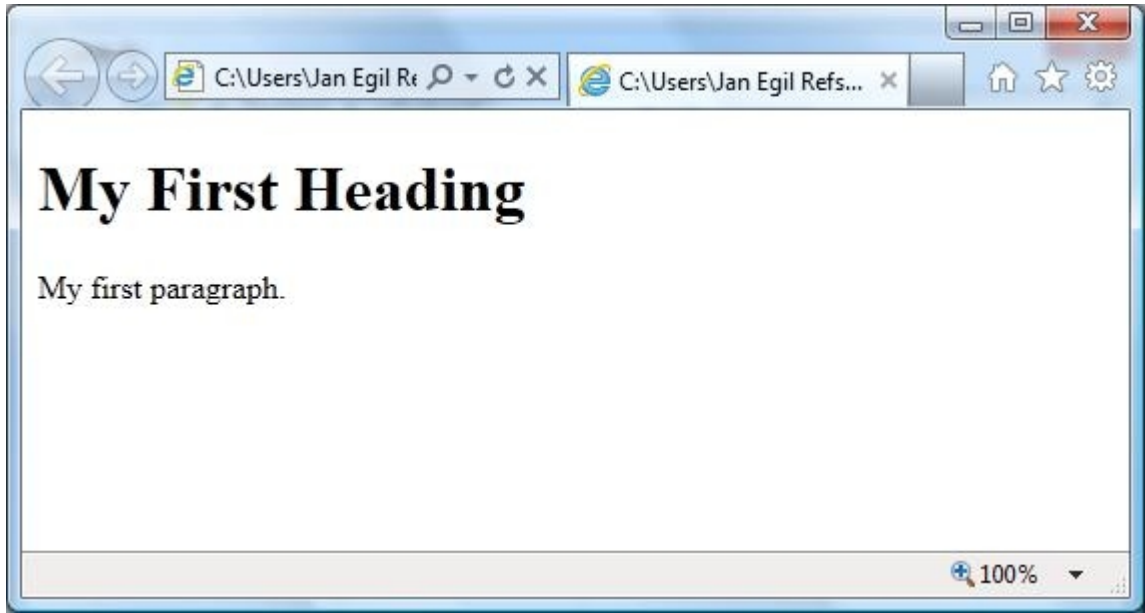 C:\Users\Jan Egil Re
C:\Users\Jan Egil Refs...
My First Heading
My first paragraph.
100%